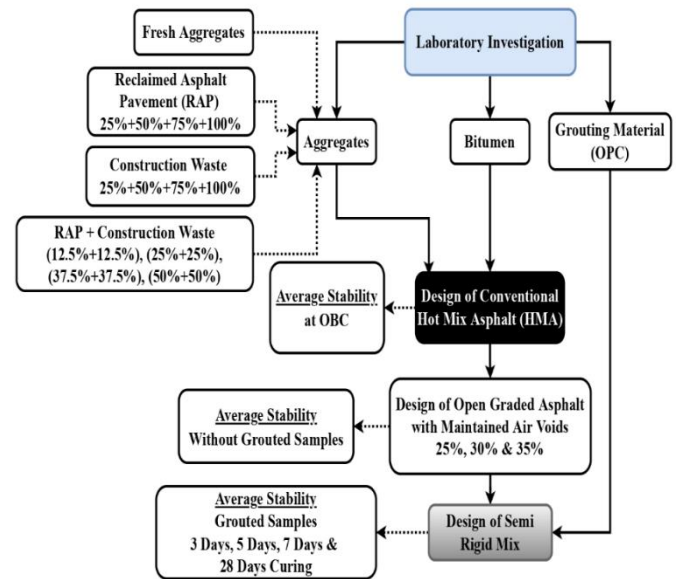 Fresh Aggregates
Laboratory Investigation
Reclaimed Asphalt
Pavement (RAP)
25%+50%+75%+100%
Aggregates
Bitumen
Grouting Material
(OPC)
Construction Waste
25%+50%+75%+100%
RAP + Construction Waste
(12.5%+12.5%), (25%+25%),
(37.5%+37.5%), (50%+50%)
Average Stability
at OBC
Design of Conventional
Hot Mix Asphalt (HMA)
Average Stability
Without Grouted Samples
Design of Open Graded Asphalt
with Maintained Air Voids
25%, 30% & 35%
Average Stability
Grouted Samples
3 Days, 5 Days, 7 Days &
28 Days Curing
Design of Semi
Rigid Mix